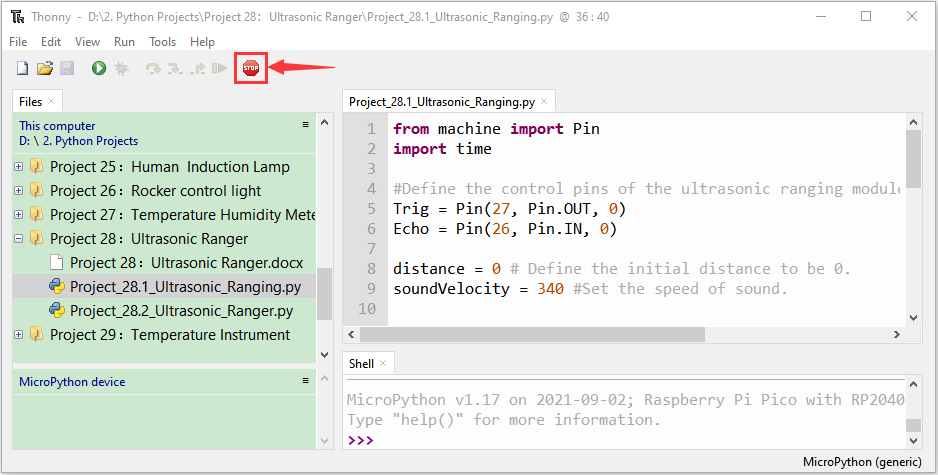 Thonny - D:\2. Python Projects\Project 28：Ultrasonic Ranger\Project_28.1_Ultrasonic_Ranging.py @ 36:40
File Edit View Run Tools Help
STOP
Files
This computer
D: \ 2. Python Projects
Project 25：Human Induction Lamp
Project 26：Rocker control light
Project 27：Temperature Humidity Mete
Project 28：Ultrasonic Ranger
Project 28：Ultrasonic Ranger.docx
Project_28.1_Ultrasonic_Ranging.py
Project_28.2_Ultrasonic_Ranger.py
Project 29：Temperature Instrument
MicroPython device
Project_28.1_Ultrasonic_Ranging.py
1 from machine import Pin
2 import time
3
4 #Define the control pins of the ultrasonic ranging module
5 Trig = Pin(27, Pin.OUT, 0)
6 Echo = Pin(26, Pin.IN, 0)
7
8 distance = 0 # Define the initial distance to be 0.
9 soundVelocity = 340 #Set the speed of sound.
10
Shell
MicroPython v1.17 on 2021-09-02; Raspberry Pi Pico with RP2040
Type "help()" for more information.
>>>
MicroPython (generic)